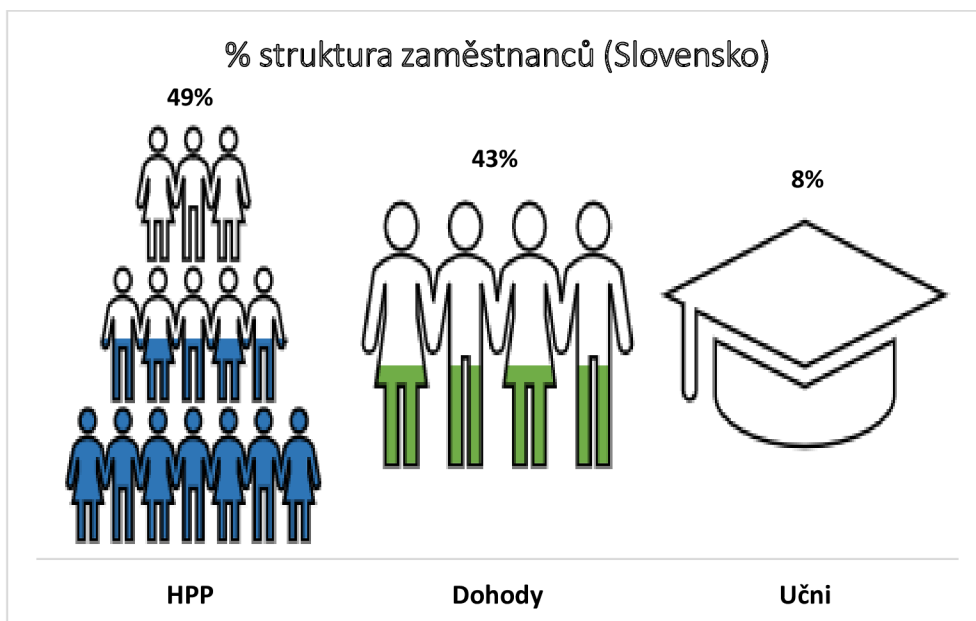 % struktura zaměstnanců (Slovensko)
49%
43%
8%
HPP
Dohody
Učni